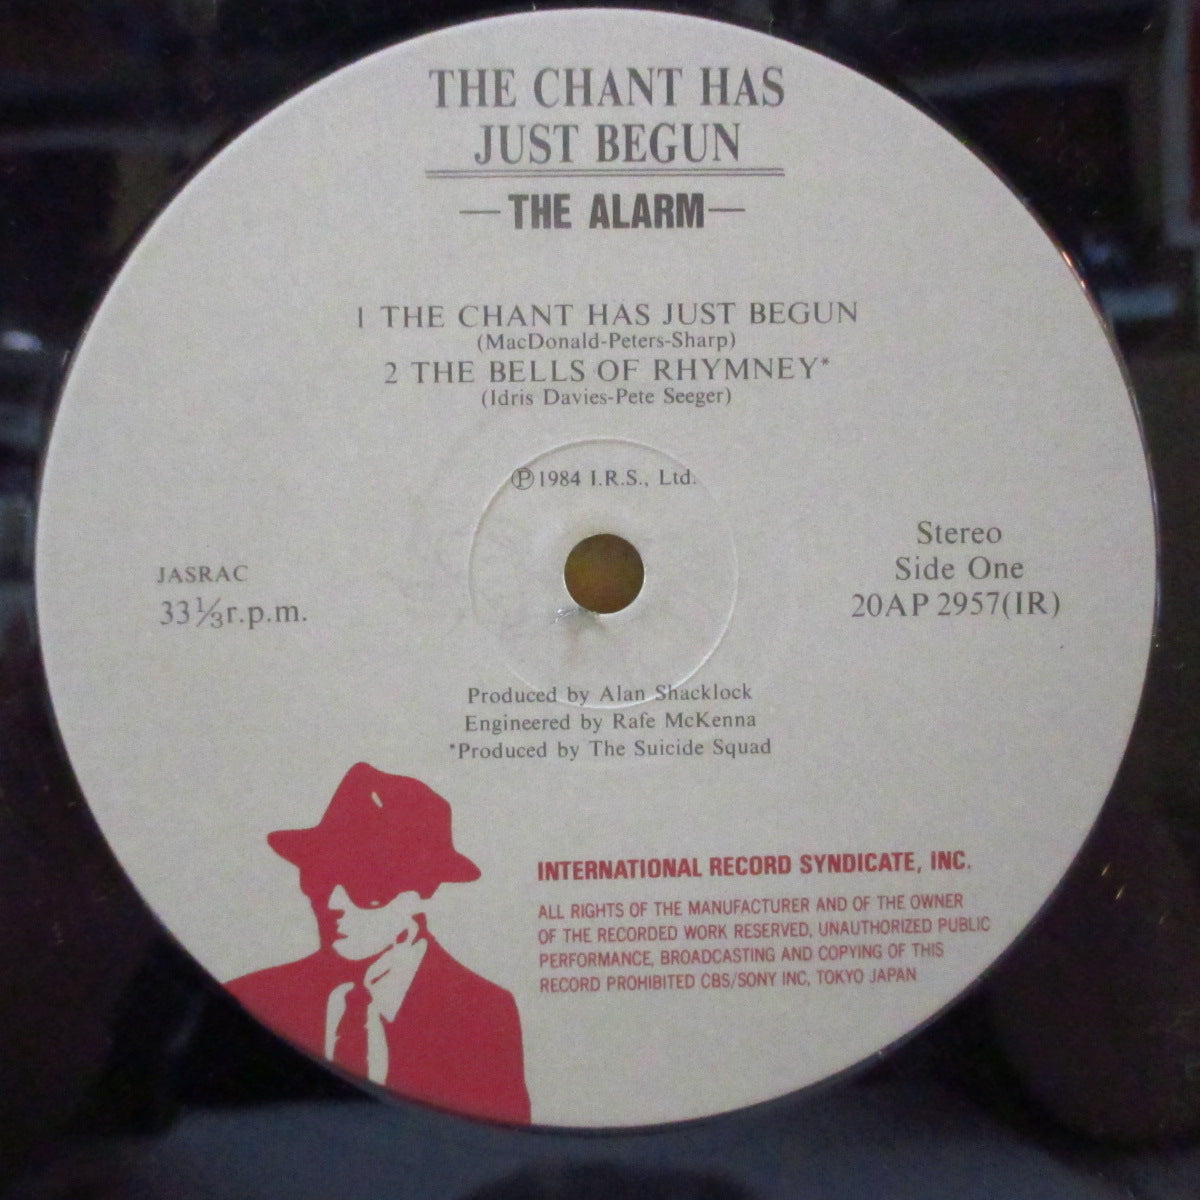 THE CHANT HAS
JUST BEGUN
—THE ALARM—
1 THE CHANT HAS JUST BEGUN
(MacDonald-Peters-Sharp)
2 THE BELLS OF RHYMNEY*
(Idris Davies-Pete Seeger)
℗1984 I.R.S., Ltd.
JASRAC
33⅓r.p.m.
Stereo
Side One
20AP 2957(IR)
Produced by Alan Shacklock
Engineered by Rafe McKenna
*Produced by The Suicide Squad
INTERNATIONAL RECORD SYNDICATE, INC.
ALL RIGHTS OF THE MANUFACTURER AND OF THE OWNER
OF THE RECORDED WORK RESERVED, UNAUTHORIZED PUBLIC
PERFORMANCE, BROADCASTING AND COPYING OF THIS
RECORD PROHIBITED CBS/SONY INC, TOKYO JAPAN